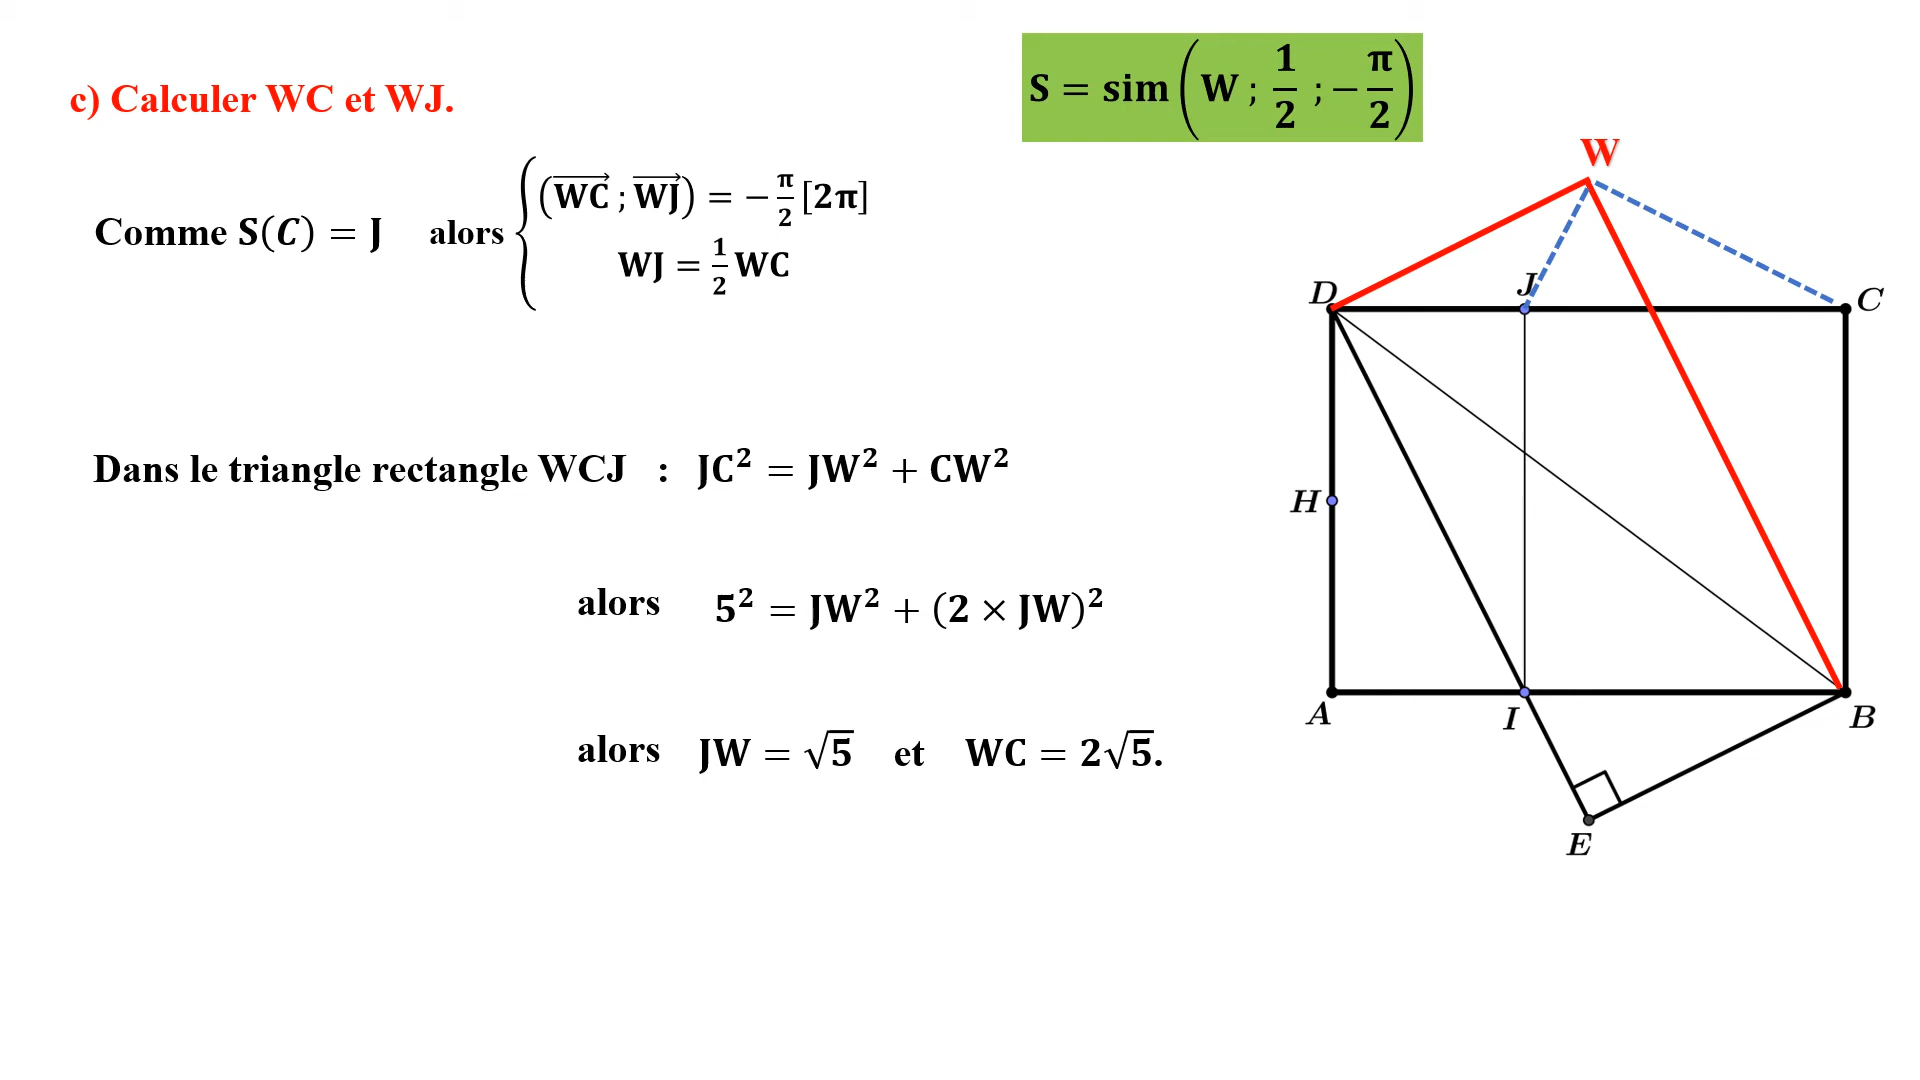 S = sim(W ; 1/2 ; −π/2)
c) Calculer WC et WJ.
Comme S(C) = J alors { (WC⃗ ; WJ⃗) = −π/2 [2π]
WJ = 1/2 WC
Dans le triangle rectangle WCJ : JC² = JW² + CW²
alors 5² = JW² + (2 × JW)²
alors JW = √5 et WC = 2√5.
W
D
J
C
H
A
I
B
E